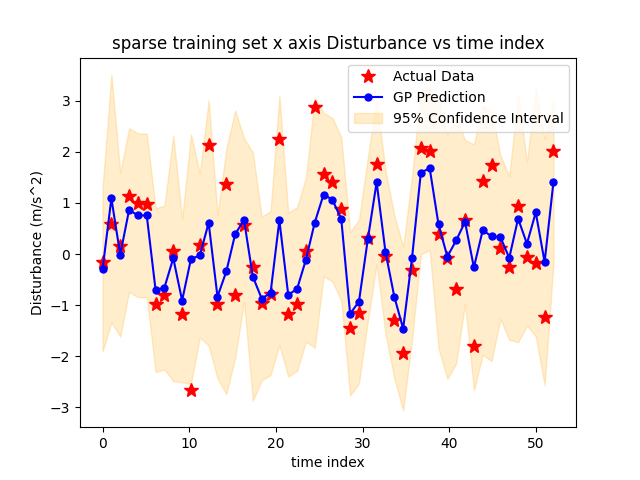 sparse training set x axis Disturbance vs time index
Actual Data
GP Prediction
95% Confidence Interval
Disturbance (m/s^2)
3
2
1
0
−1
−2
−3
0
10
20
30
40
50
time index